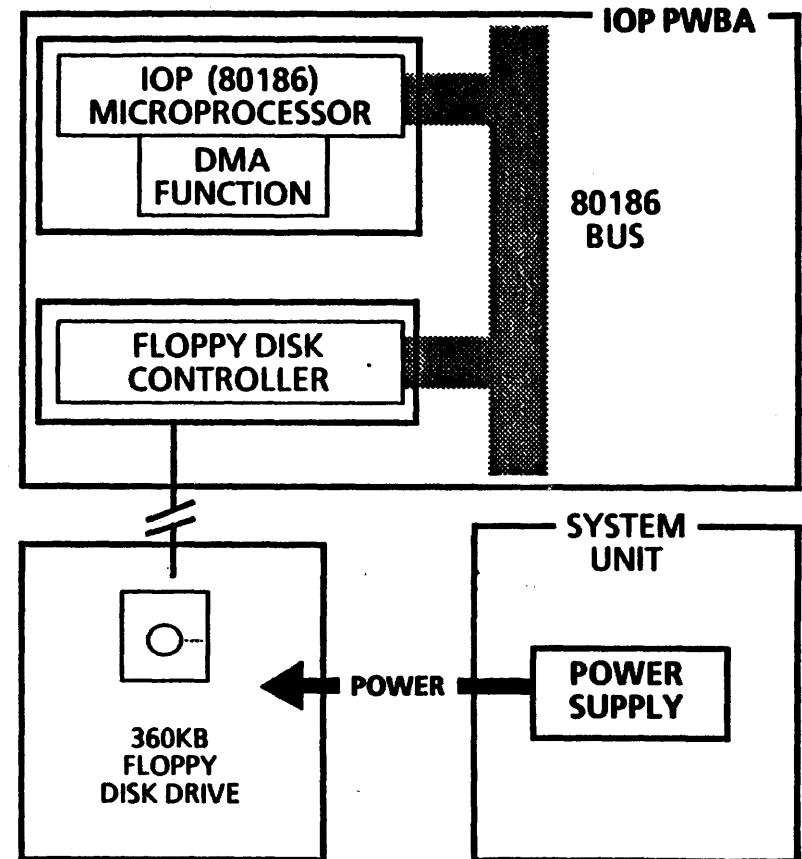 IOP PWBA
IOP (80186)
MICROPROCESSOR
DMA
FUNCTION
80186
BUS
FLOPPY DISK
CONTROLLER
SYSTEM
UNIT
POWER
POWER
SUPPLY
360KB
FLOPPY
DISK DRIVE